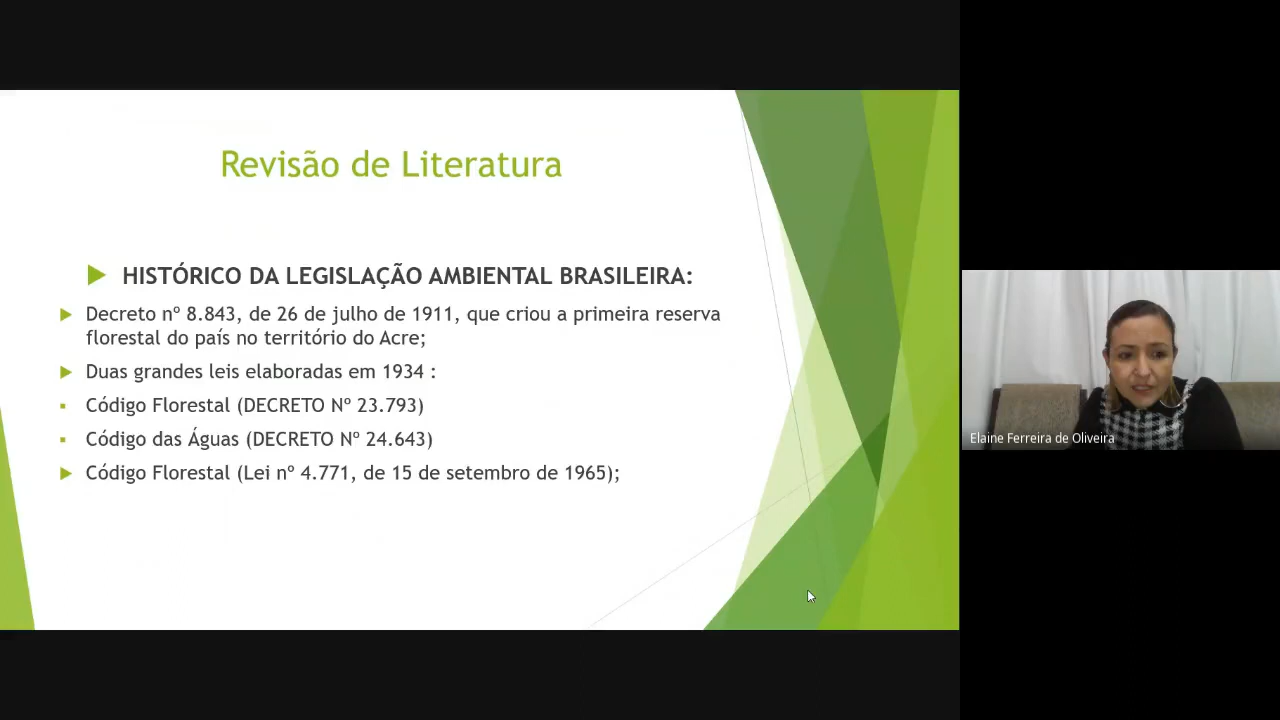 Revisão de Literatura
HISTÓRICO DA LEGISLAÇÃO AMBIENTAL BRASILEIRA:
Decreto nº 8.843, de 26 de julho de 1911, que criou a primeira reserva
florestal do país no território do Acre;
Duas grandes leis elaboradas em 1934 :
Código Florestal (DECRETO Nº 23.793)
Código das Águas (DECRETO Nº 24.643)
Código Florestal (Lei nº 4.771, de 15 de setembro de 1965);
Elaine Ferreira de Oliveira